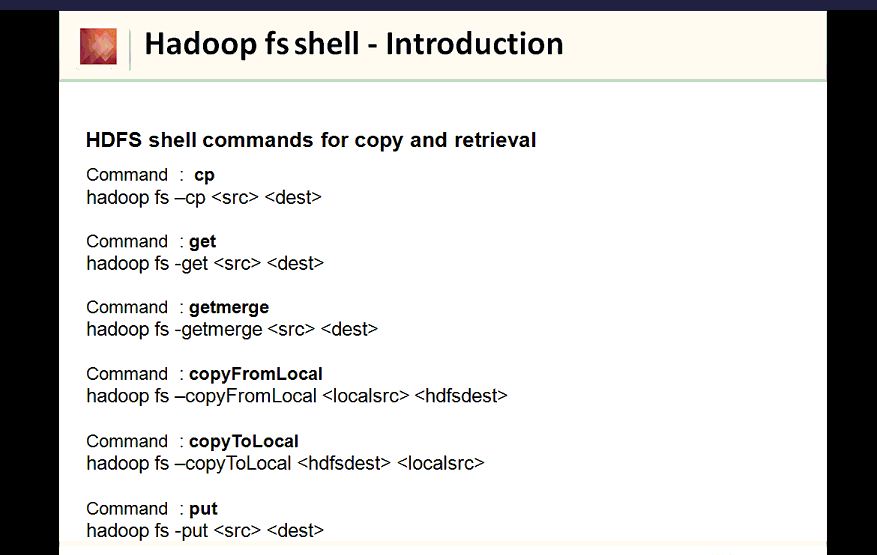 Hadoop fs shell - Introduction
HDFS shell commands for copy and retrieval
Command : cp
hadoop fs –cp <src> <dest>
Command : get
hadoop fs -get <src> <dest>
Command : getmerge
hadoop fs -getmerge <src> <dest>
Command : copyFromLocal
hadoop fs –copyFromLocal <localsrc> <hdfsdest>
Command : copyToLocal
hadoop fs –copyToLocal <hdfsdest> <localsrc>
Command : put
hadoop fs -put <src> <dest>